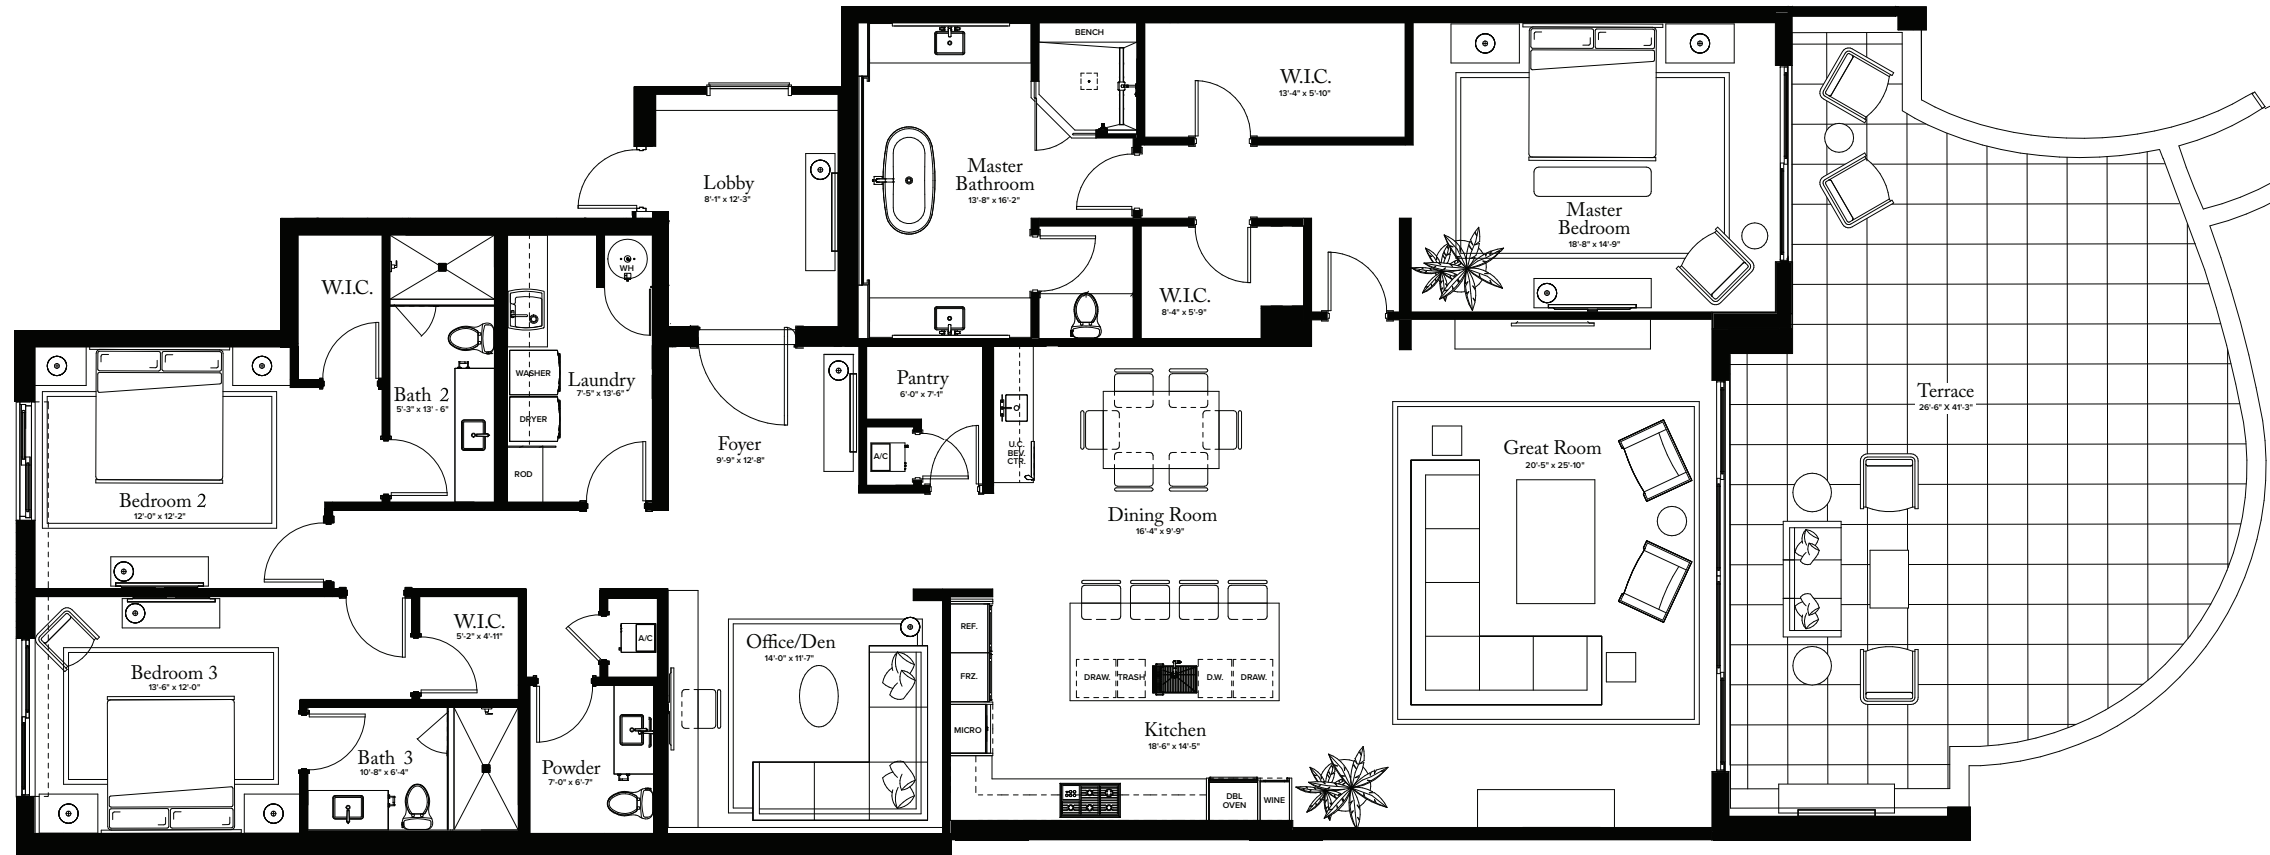 BENCH
W.I.C.
13'-4" x 5'-10"
Lobby
8'-1" x 12'-3"
Master
Bathroom
13'-8" x 16'-2"
Master
Bedroom
18'-8" x 14'-9"
W.I.C.
WH
W.I.C.
8'-4" x 5'-9"
WASHER
Laundry
7'-5" x 13'-6"
DRYER
ROD
Bath 2
5'-3" x 13' - 6"
Pantry
6'-0" x 7'-1"
A/C
U.C.
BEV.
CTR.
Foyer
9'-9" x 12'-8"
Terrace
26'-6" X 41'-3"
Great Room
20'-5" x 25'-10"
Bedroom 2
12'-0" x 12'-2"
Dining Room
16'-4" x 9'-9"
W.I.C.
5'-2" x 4'-11"
A/C
Office/Den
14'-0" x 11'-7"
REF.
FRZ.
MICRO
DRAW.
TRASH
D.W.
DRAW.
Bedroom 3
13'-6" x 12'-0"
Kitchen
18'-6" x 14'-5"
Bath 3
10'-8" x 6'-4"
Powder
7'-0" x 6'-7"
DBL
OVEN
WINE